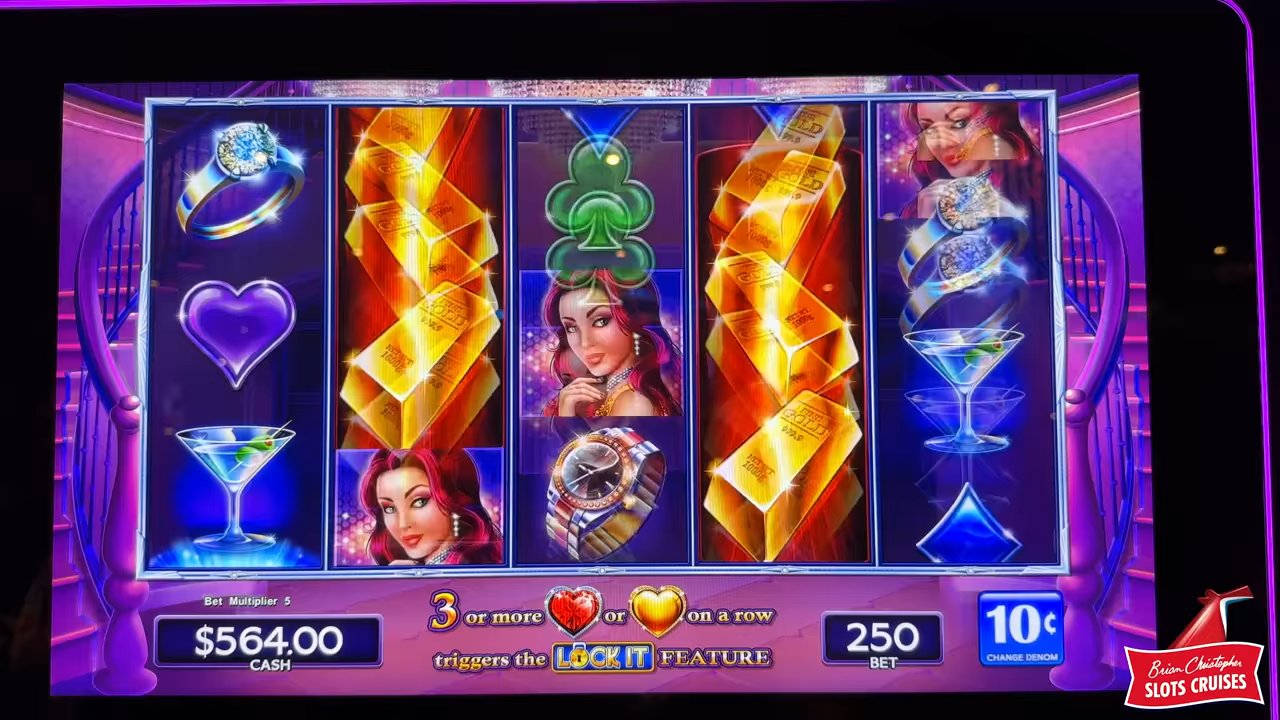 Bet Multiplier 5
$564.00
CASH
3 or more or on a row
triggers the LOCK IT FEATURE
250
BET
10¢
CHANGE DENOM
Brian Christopher
SLOTS CRUISES